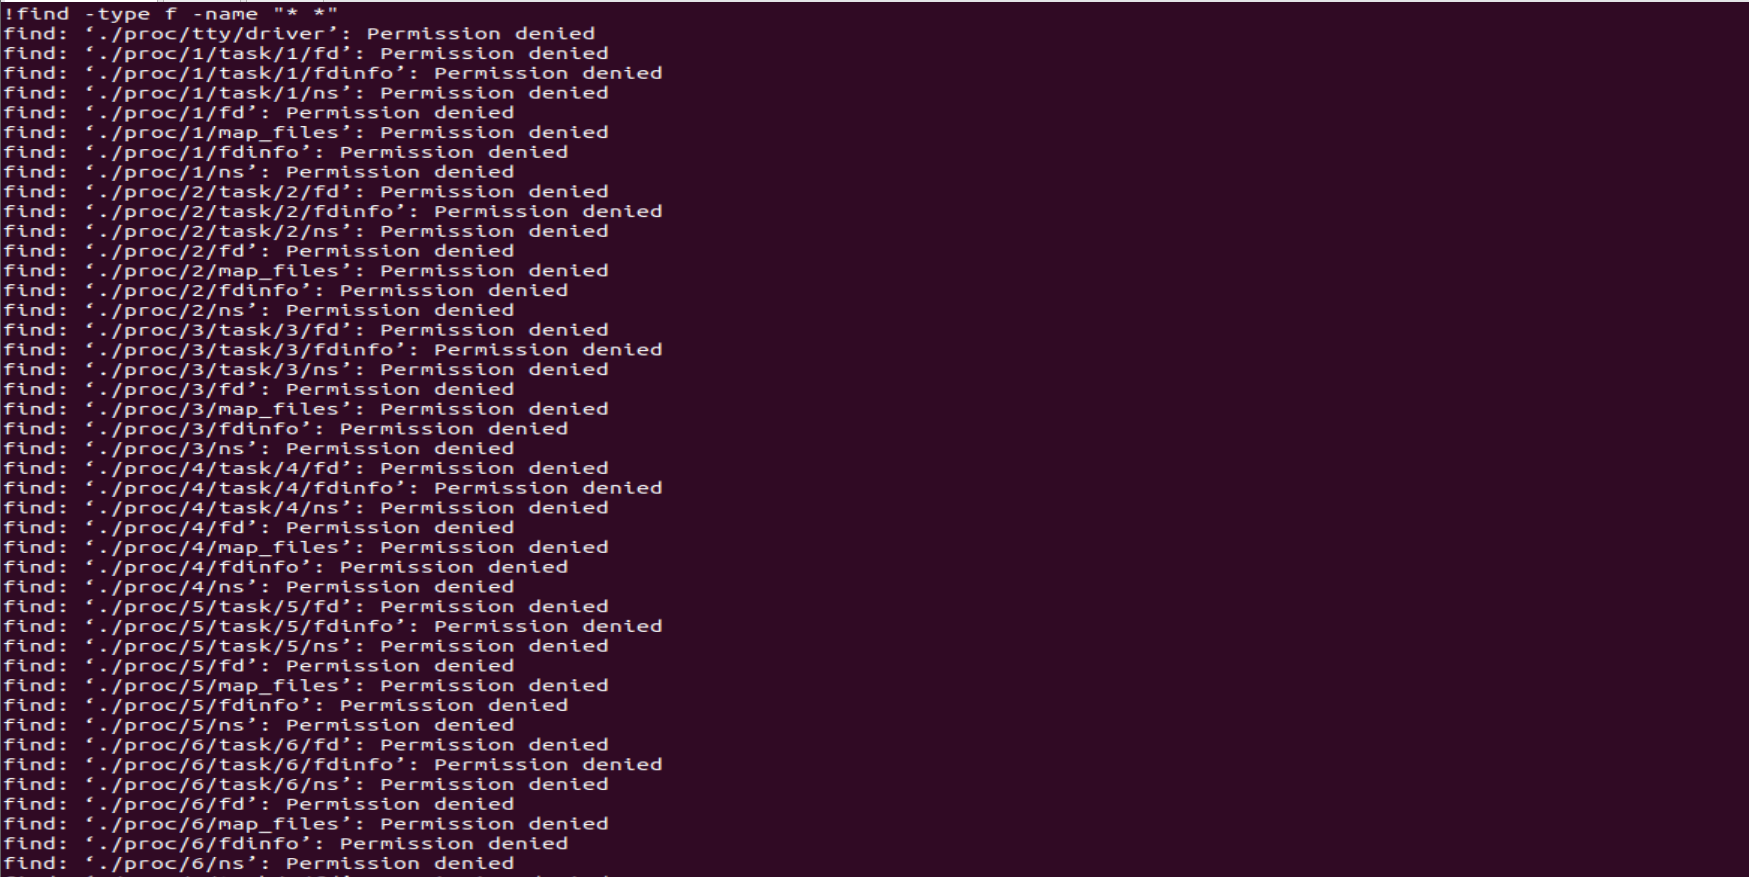 !find -type f -name "* *"
find: ‘./proc/tty/driver’: Permission denied
find: ‘./proc/1/task/1/fd’: Permission denied
find: ‘./proc/1/task/1/fdinfo’: Permission denied
find: ‘./proc/1/task/1/ns’: Permission denied
find: ‘./proc/1/fd’: Permission denied
find: ‘./proc/1/map_files’: Permission denied
find: ‘./proc/1/fdinfo’: Permission denied
find: ‘./proc/1/ns’: Permission denied
find: ‘./proc/2/task/2/fd’: Permission denied
find: ‘./proc/2/task/2/fdinfo’: Permission denied
find: ‘./proc/2/task/2/ns’: Permission denied
find: ‘./proc/2/fd’: Permission denied
find: ‘./proc/2/map_files’: Permission denied
find: ‘./proc/2/fdinfo’: Permission denied
find: ‘./proc/2/ns’: Permission denied
find: ‘./proc/3/task/3/fd’: Permission denied
find: ‘./proc/3/task/3/fdinfo’: Permission denied
find: ‘./proc/3/task/3/ns’: Permission denied
find: ‘./proc/3/fd’: Permission denied
find: ‘./proc/3/map_files’: Permission denied
find: ‘./proc/3/fdinfo’: Permission denied
find: ‘./proc/3/ns’: Permission denied
find: ‘./proc/4/task/4/fd’: Permission denied
find: ‘./proc/4/task/4/fdinfo’: Permission denied
find: ‘./proc/4/task/4/ns’: Permission denied
find: ‘./proc/4/fd’: Permission denied
find: ‘./proc/4/map_files’: Permission denied
find: ‘./proc/4/fdinfo’: Permission denied
find: ‘./proc/4/ns’: Permission denied
find: ‘./proc/5/task/5/fd’: Permission denied
find: ‘./proc/5/task/5/fdinfo’: Permission denied
find: ‘./proc/5/task/5/ns’: Permission denied
find: ‘./proc/5/fd’: Permission denied
find: ‘./proc/5/map_files’: Permission denied
find: ‘./proc/5/fdinfo’: Permission denied
find: ‘./proc/5/ns’: Permission denied
find: ‘./proc/6/task/6/fd’: Permission denied
find: ‘./proc/6/task/6/fdinfo’: Permission denied
find: ‘./proc/6/task/6/ns’: Permission denied
find: ‘./proc/6/fd’: Permission denied
find: ‘./proc/6/map_files’: Permission denied
find: ‘./proc/6/fdinfo’: Permission denied
find: ‘./proc/6/ns’: Permission denied